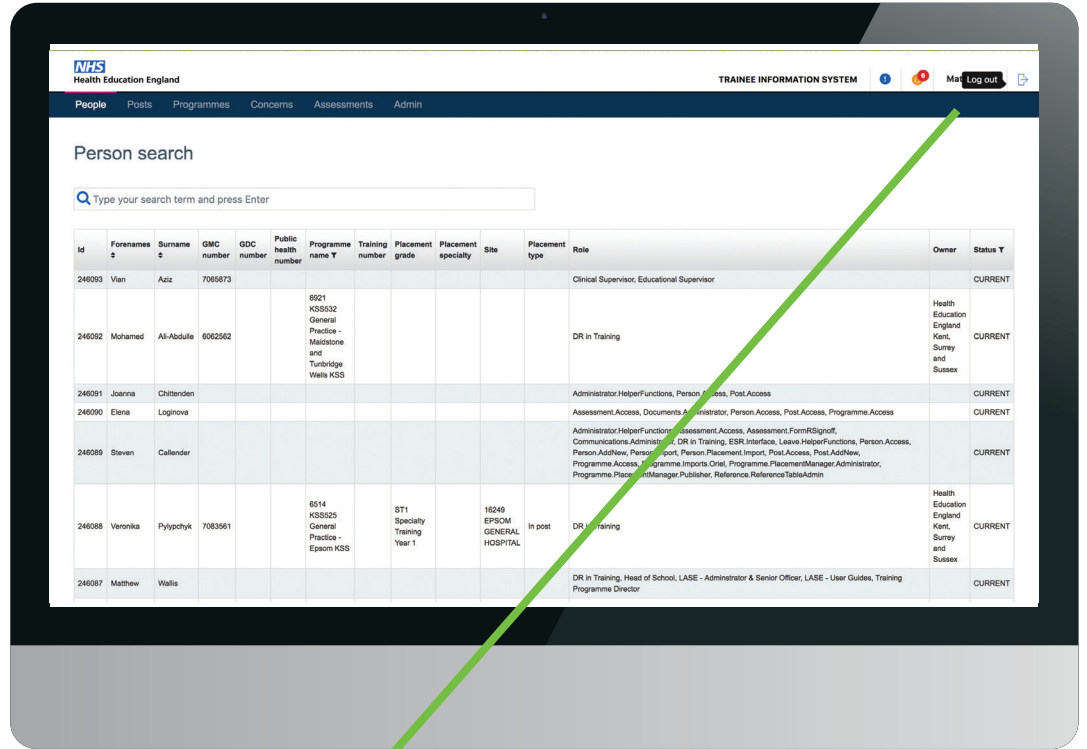 NHS
Health Education England
TRAINEE INFORMATION SYSTEM
6
Mat
Log out
People Posts Programmes Concerns Assessments Admin
Person search
Type your search term and press Enter
Id Forenames Surname GMC number GDC number Public health number Programme name Training number Placement grade Placement specialty Site Placement type Role Owner Status
246093 Vian Aziz 7065873 Clinical Supervisor, Educational Supervisor CURRENT
246092 Mohamed Ali-Abdulle 6062562
6921
KSS532
General
Practice -
Maidstone
and
Tunbridge
Wells KSS
DR in Training
Health
Education
England
Kent,
Surrey
and
Sussex
CURRENT
246091 Joanna Chittenden Administrator.HelperFunctions, Person.Access, Post.Access CURRENT
246090 Elena Loginova Assessment.Access, Documents.Administrator, Person.Access, Post.Access, Programme.Access CURRENT
246089 Steven Callender
Administrator.HelperFunctions, Assessment.Access, Assessment.FormRSignoff,
Communications.Administrator, DR in Training, ESR.Interface, Leave.HelperFunctions, Person.Access,
Person.AddNew, Person.Import, Person.Placement.Import, Post.Access, Post.AddNew,
Programme.Access, Programme.Imports.Oriel, Programme.PlacementManager.Administrator,
Programme.PlacementManager.Publisher, Reference.ReferenceTableAdmin
CURRENT
246088 Veronika Pylypchyk 7083561
6514
KSS525
General
Practice -
Epsom KSS
ST1
Specialty
Training
Year 1
16249
EPSOM
GENERAL
HOSPITAL
In post
DR in Training
Health
Education
England
Kent,
Surrey
and
Sussex
CURRENT
246087 Matthew Wallis
DR in Training, Head of School, LASE - Adminstrator & Senior Officer, LASE - User Guides, Training
Programme Director
CURRENT